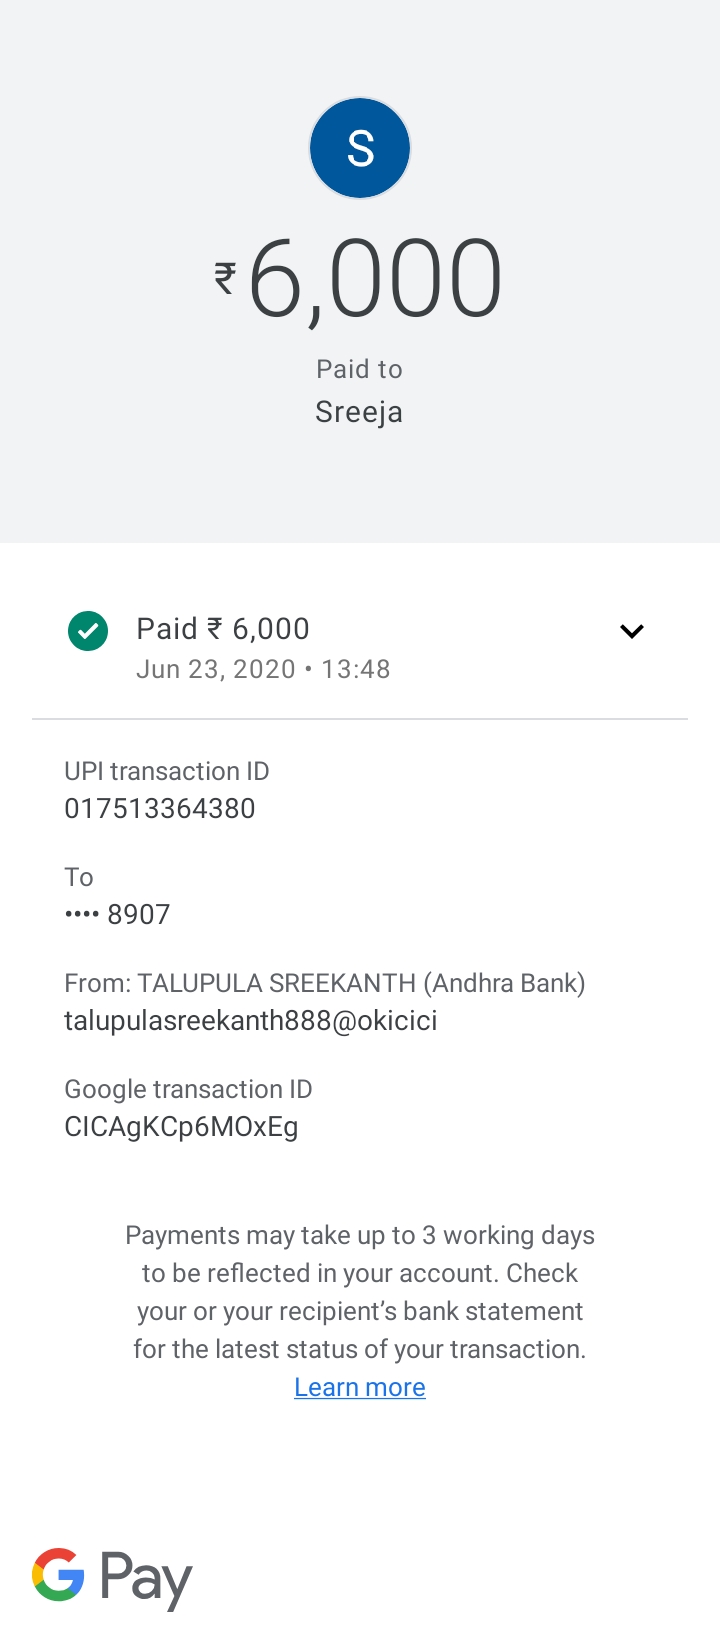 S
₹6,000
Paid to
Sreeja
Paid ₹ 6,000
Jun 23, 2020 • 13:48
UPI transaction ID
017513364380
To
•••• 8907
From: TALUPULA SREEKANTH (Andhra Bank)
talupulasreekanth888@okicici
Google transaction ID
CICAgKCp6MOxEg
Payments may take up to 3 working days
to be reflected in your account. Check
your or your recipient’s bank statement
for the latest status of your transaction.
Learn more
G Pay